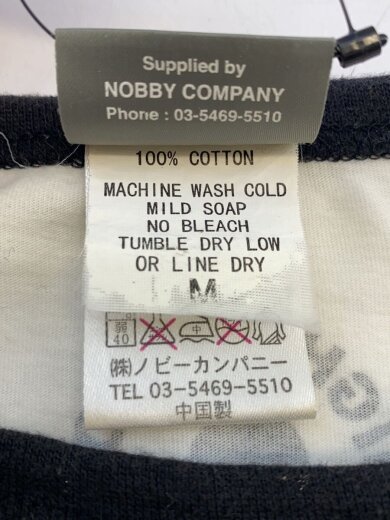 Supplied by
NOBBY COMPANY
Phone : 03-5469-5510
100% COTTON
MACHINE WASH COLD
MILD SOAP
NO BLEACH
TUMBLE DRY LOW
OR LINE DRY
M
弱
40
中
(株)ノビーカンパニー
TEL 03-5469-5510
中国製